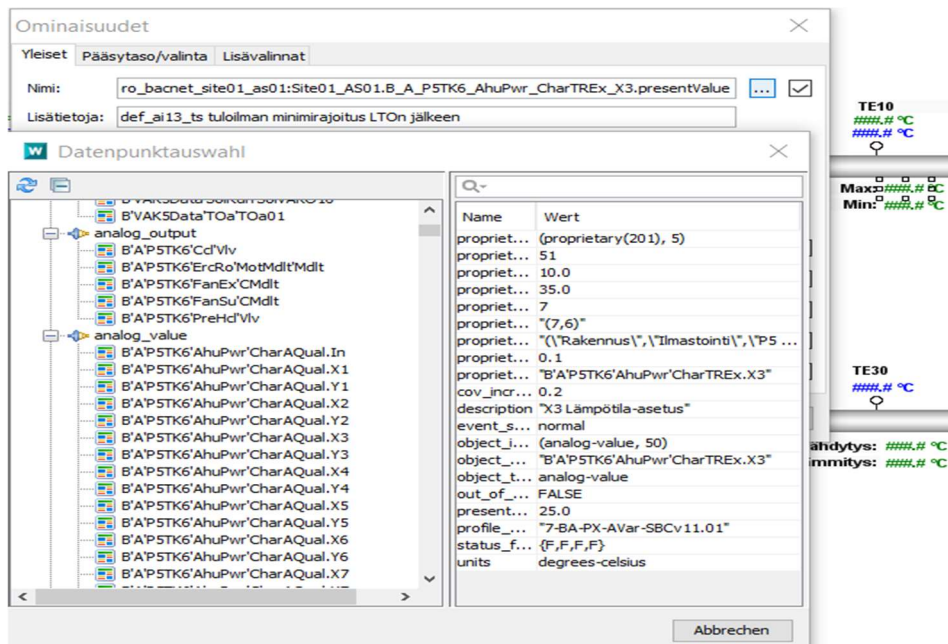 Ominaisuudet
Yleiset Pääsytaso/valinta Lisävalinnat
Nimi: ro_bacnet_site01_as01:Site01_AS01.B_A_P5TK6_AhuPwr_CharTREx_X3.presentValue ...
Lisätietoja: def_ai13_ts tuloilman minimirajoitus LTOn jälkeen
Datenpunktauswahl
B'VAK5Data'TOa'TOa01
analog_output
B'A'P5TK6'Ccl'Vlv
B'A'P5TK6'ErcRo'MotMdlt'Mdlt
B'A'P5TK6'FanEx'CMdlt
B'A'P5TK6'FanSu'CMdlt
B'A'P5TK6'PreHcl'Vlv
analog_value
B'A'P5TK6'AhuPwr'CharAQual.In
B'A'P5TK6'AhuPwr'CharAQual.X1
B'A'P5TK6'AhuPwr'CharAQual.Y1
B'A'P5TK6'AhuPwr'CharAQual.X2
B'A'P5TK6'AhuPwr'CharAQual.Y2
B'A'P5TK6'AhuPwr'CharAQual.X3
B'A'P5TK6'AhuPwr'CharAQual.Y3
B'A'P5TK6'AhuPwr'CharAQual.X4
B'A'P5TK6'AhuPwr'CharAQual.Y4
B'A'P5TK6'AhuPwr'CharAQual.X5
B'A'P5TK6'AhuPwr'CharAQual.Y5
B'A'P5TK6'AhuPwr'CharAQual.X6
B'A'P5TK6'AhuPwr'CharAQual.Y6
B'A'P5TK6'AhuPwr'CharAQual.X7
Name Wert
propriet... (proprietary(201), 5)
propriet... 51
propriet... 10.0
propriet... 35.0
propriet... 7
propriet... "(7,6)"
propriet... "(\"Rakennus\",\"Ilmastointi\",\"P5 ...
propriet... 0.1
propriet... "B'A'P5TK6'AhuPwr'CharTREx.X3"
cov_incr... 0.2
description "X3 Lämpötila-asetus"
event_s... normal
object_i... (analog-value, 50)
object_... "B'A'P5TK6'AhuPwr'CharTREx.X3"
object_t... analog-value
out_of_... FALSE
present... 25.0
profile_... "7-BA-PX-AVar-SBCv11.01"
status_f... {F,F,F,F}
units degrees-celsius
Abbrechen
TE10
###.# °C
###.# °C
Max: ###.# °C
Min: ###.# °C
TE30
###.# °C
ähdytys: ###.# °C
mmitys: ###.# °C